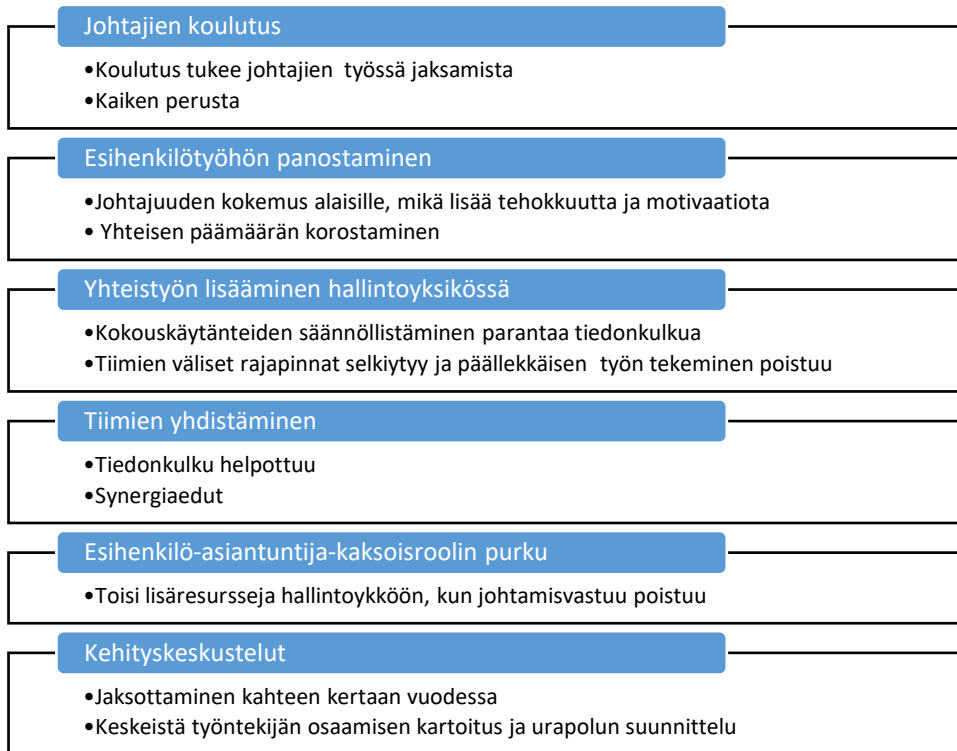 Johtajien koulutus
•Koulutus tukee johtajien työssä jaksamista
•Kaiken perusta
Esihenkilötyöhön panostaminen
•Johtajuuden kokemus alaisille, mikä lisää tehokkuutta ja motivaatiota
• Yhteisen päämäärän korostaminen
Yhteistyön lisääminen hallintoyksikössä
•Kokouskäytänteiden säännöllistäminen parantaa tiedonkulkua
•Tiimien väliset rajapinnat selkiytyy ja päällekkäisen työn tekeminen poistuu
Tiimien yhdistäminen
•Tiedonkulku helpottuu
•Synergiaedut
Esihenkilö-asiantuntija-kaksoisroolin purku
•Toisi lisäresursseja hallintoykköön, kun johtamisvastuu poistuu
Kehityskeskustelut
•Jaksottaminen kahteen kertaan vuodessa
•Keskeistä työntekijän osaamisen kartoitus ja urapolun suunnittelu